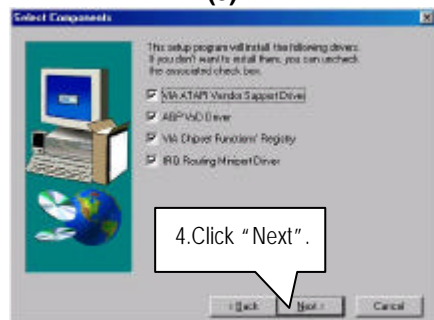 Select Components
This setup program will install the following drivers.
If you don't want to install them, you can uncheck
the associated check box.
VIA ATAPI Vendor Support Driver
AGP VxD Driver
VIA Chipset Functions' Registry
IRQ Routing Miniport Driver
4.Click "Next".
< Back
Next >
Cancel